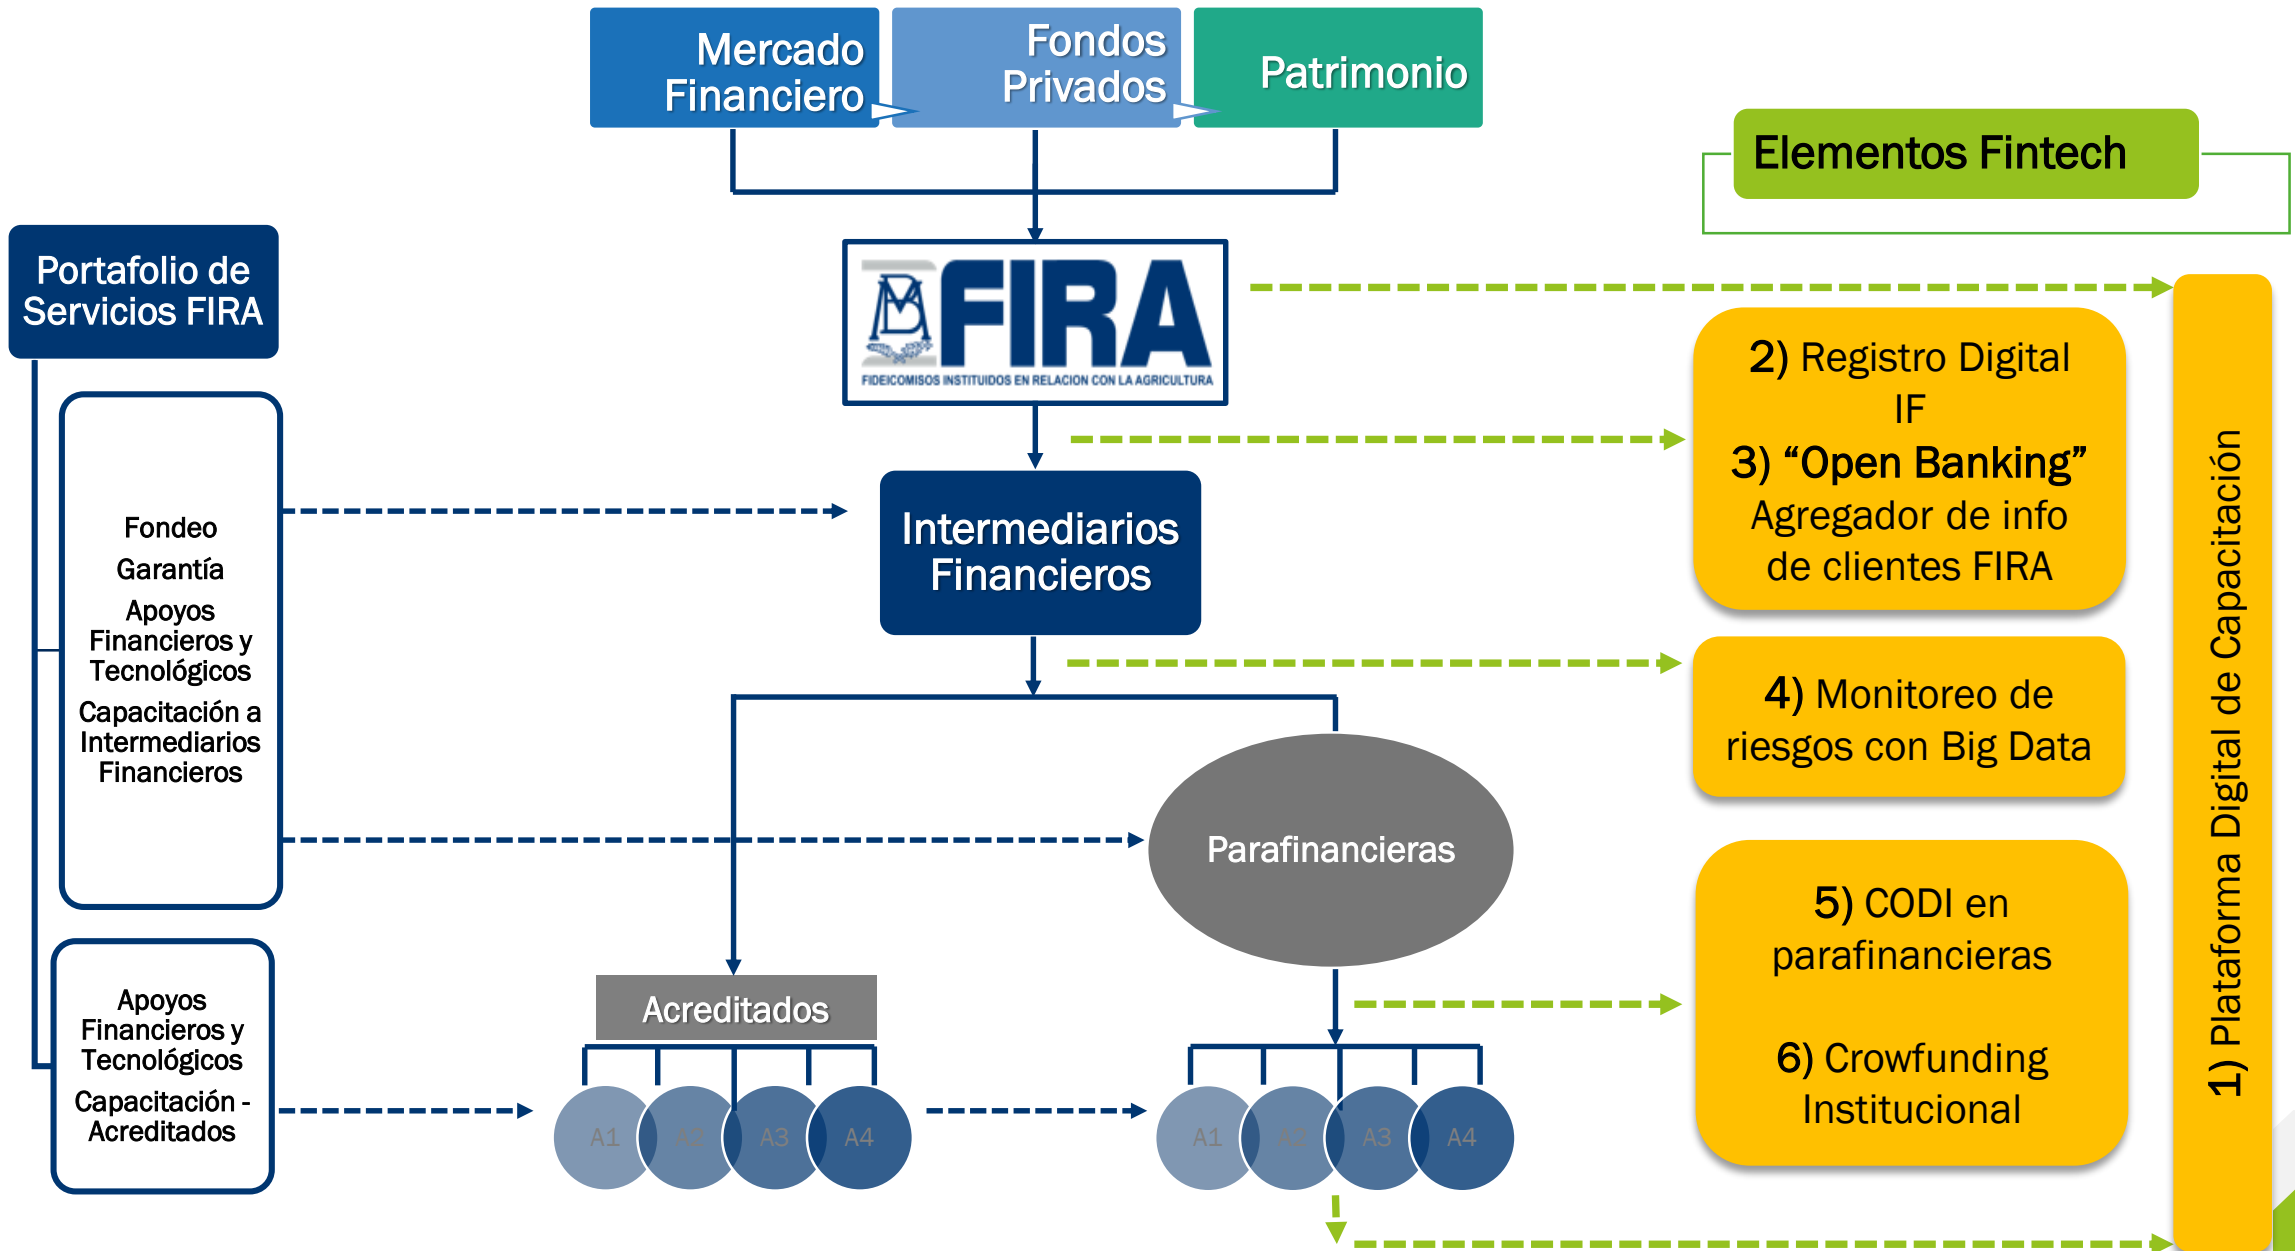 Mercado
Financiero
Fondos
Privados
Patrimonio
Elementos Fintech
Portafolio de
Servicios FIRA
FIRA
FIDEICOMISOS INSTITUIDOS EN RELACION CON LA AGRICULTURA
Fondeo
Garantía
Apoyos
Financieros y
Tecnológicos
Capacitación a
Intermediarios
Financieros
Apoyos
Financieros y
Tecnológicos
Capacitación -
Acreditados
Intermediarios
Financieros
Parafinancieras
Acreditados
A1
A2
A3
A4
A1
A2
A3
A4
2) Registro Digital
IF
3) “Open Banking”
Agregador de info
de clientes FIRA
4) Monitoreo de
riesgos con Big Data
5) CODI en
parafinancieras
6) Crowfunding
Institucional
1) Plataforma Digital de Capacitación